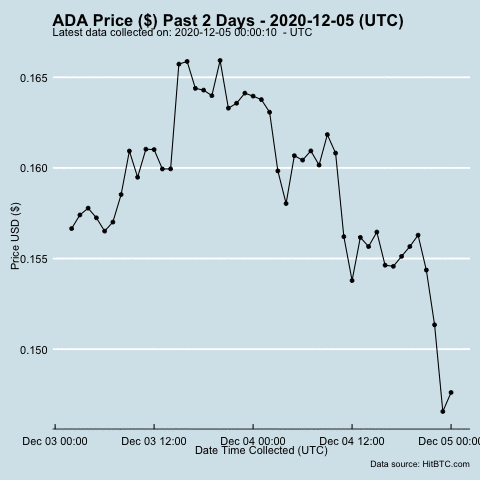 ADA Price ($) Past 2 Days - 2020-12-05 (UTC)
Latest data collected on: 2020-12-05 00:00:10 - UTC
0.165
0.160
0.155
0.150
Price USD ($)
Dec 03 00:00 Dec 03 12:00 Dec 04 00:00 Dec 04 12:00 Dec 05 00:00
Date Time Collected (UTC)
Data source: HitBTC.com